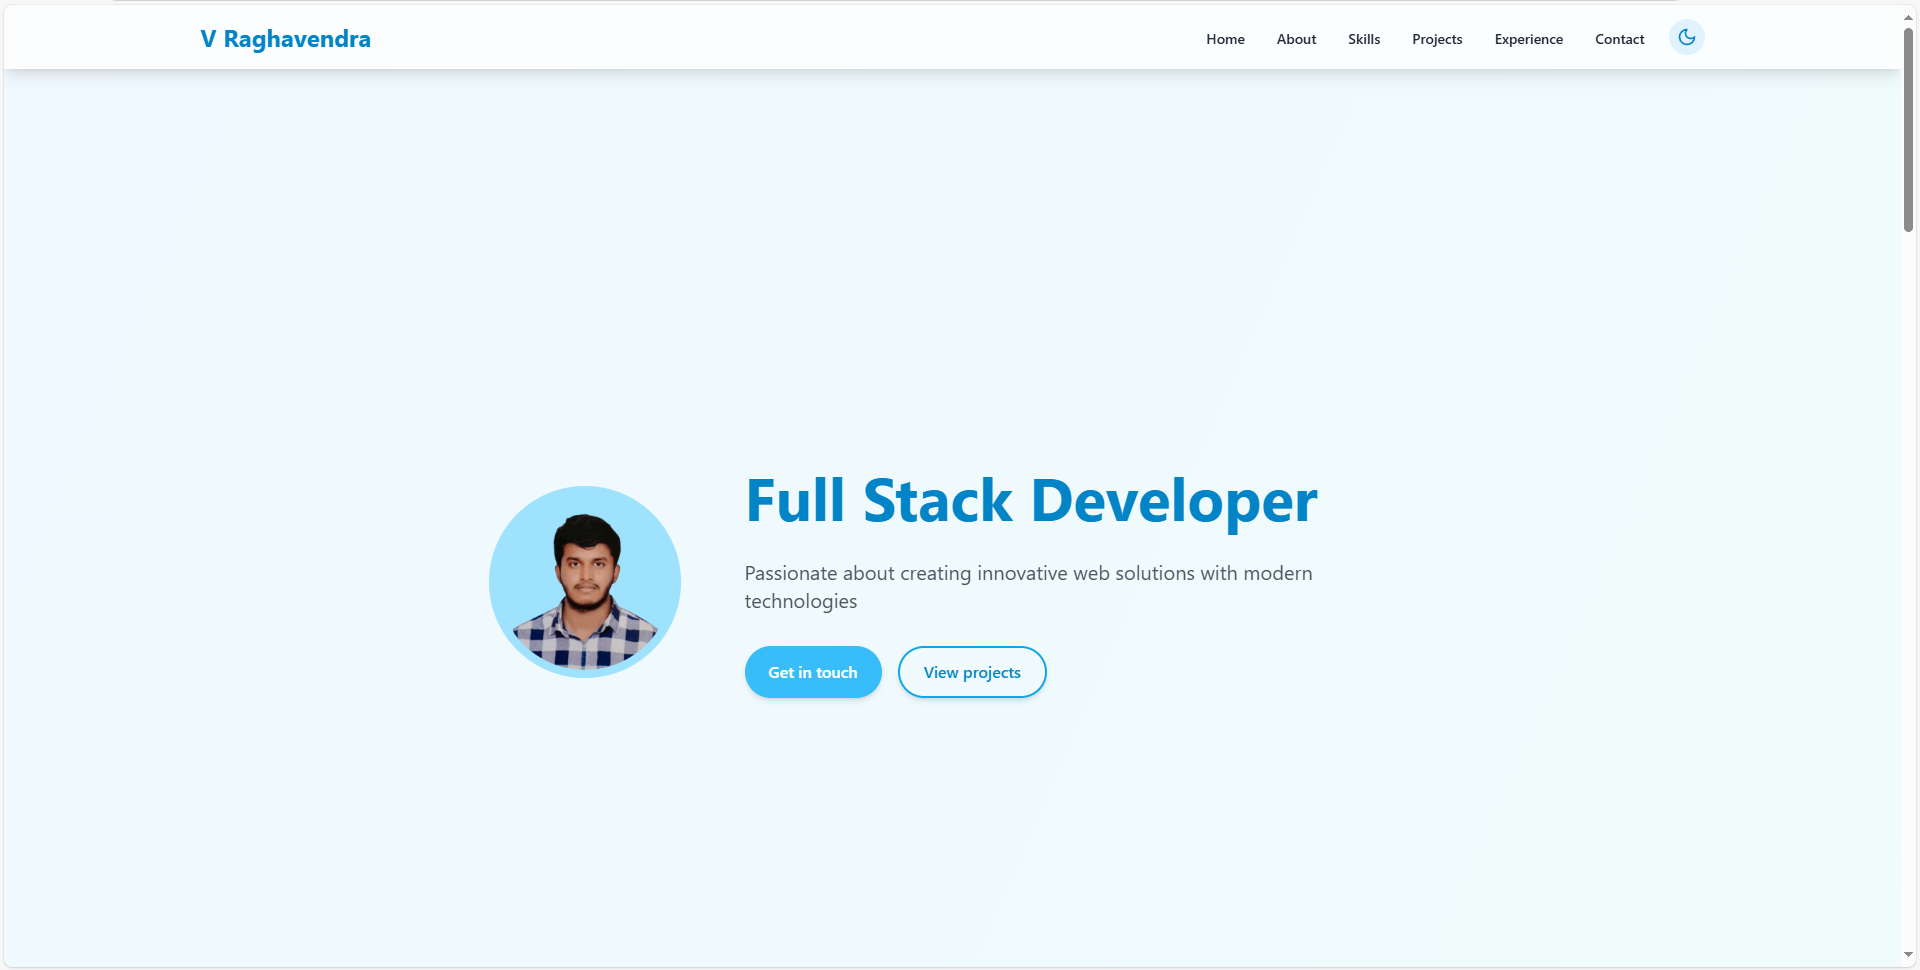 V Raghavendra
Home
About
Skills
Projects
Experience
Contact
Full Stack Developer
Passionate about creating innovative web solutions with modern
technologies
Get in touch
View projects